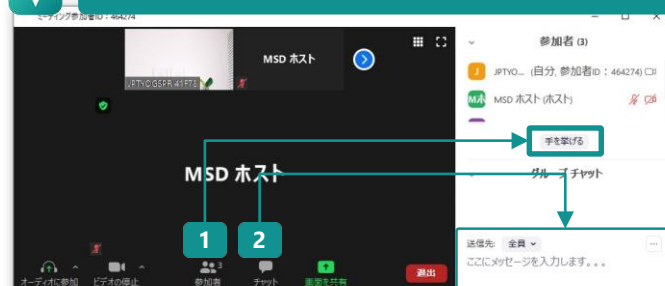 ミーティング参加者ID：464274
MSD ホスト
参加者 (3)
J
JPTYO... (自分, 参加者ID：464274)
M木
MSD ホスト (ホスト)
手を挙げる
MSD ホスト
グループチャット
1
2
送信先: 全員
ここにメッセージを入力します。。。
3
オーディオに参加
ビデオの停止
参加者
チャット
画面を共有
退出